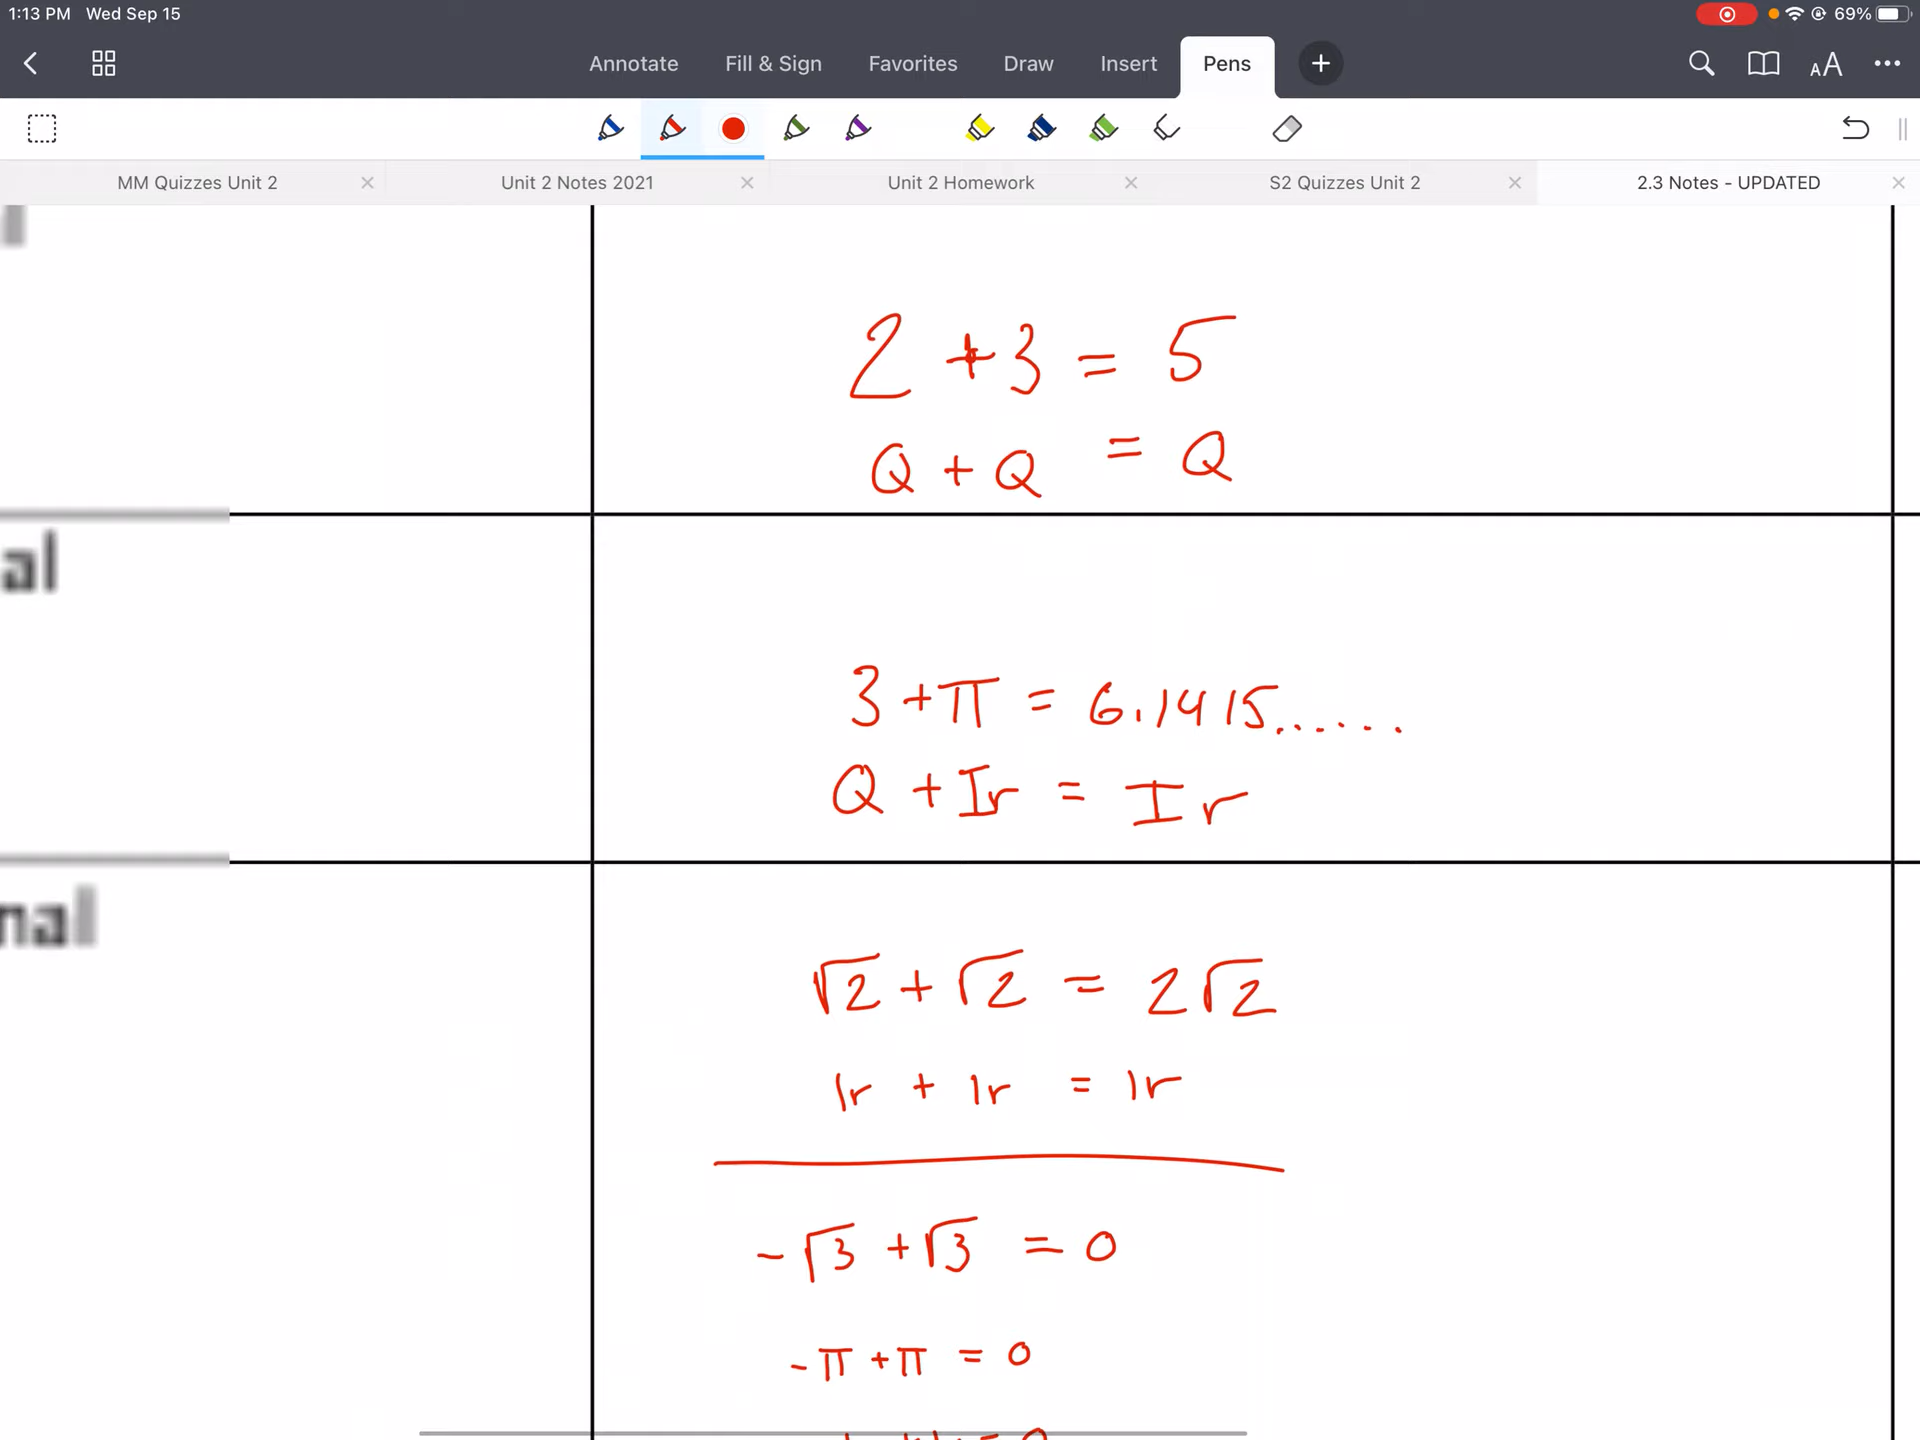 1:13 PM Wed Sep 15 69%
Annotate Fill & Sign Favorites Draw Insert Pens
AA
MM Quizzes Unit 2 Unit 2 Notes 2021 Unit 2 Homework S2 Quizzes Unit 2 2.3 Notes - UPDATED
2 + 3 = 5
Q + Q = Q
al
3 + π = 6.1415......
Q + Ir = Ir
nal
√2 + √2 = 2√2
Ir + Ir = Ir
-√3 + √3 = 0
-π + π = 0